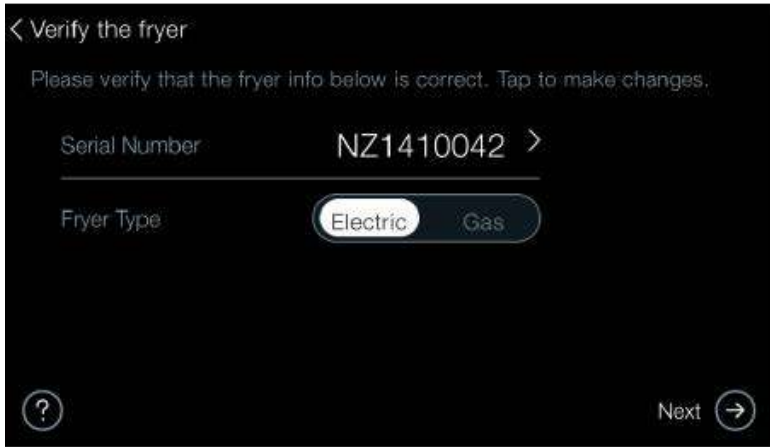 Verify the fryer
Please verify that the fryer info below is correct. Tap to make changes.
Serial Number NZ1410042
Fryer Type Electric Gas
? Next